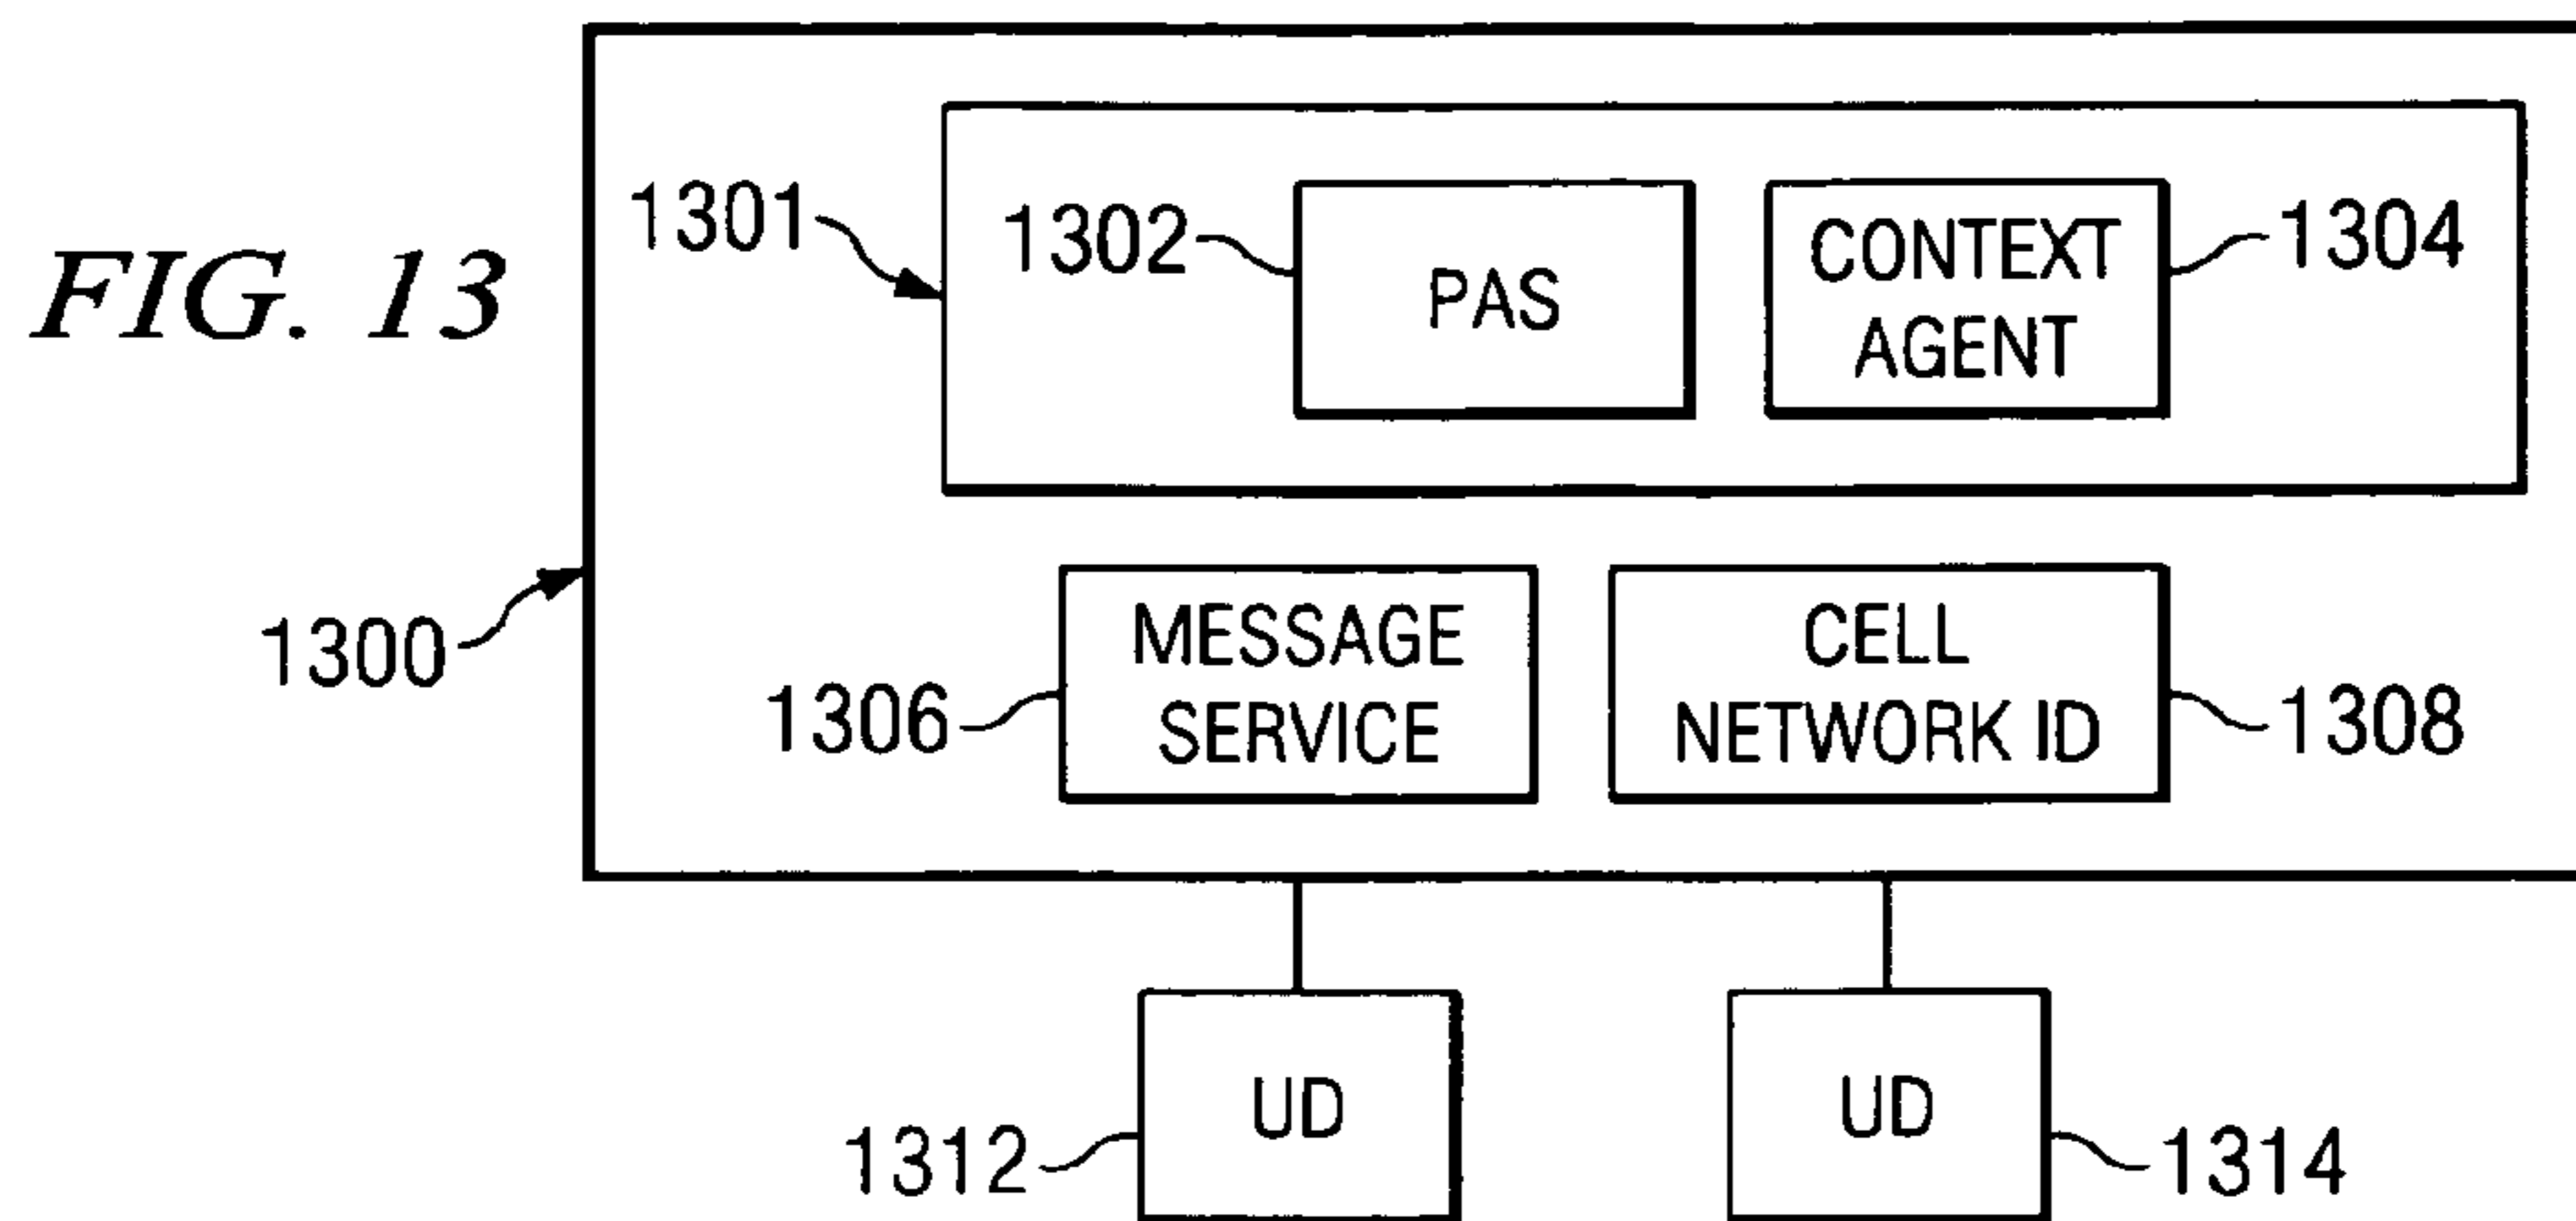 FIG. 13
1301
1302
PAS
CONTEXT
AGENT
1304
1300
1306
MESSAGE
SERVICE
CELL
NETWORK ID
1308
1312
UD
UD
1314